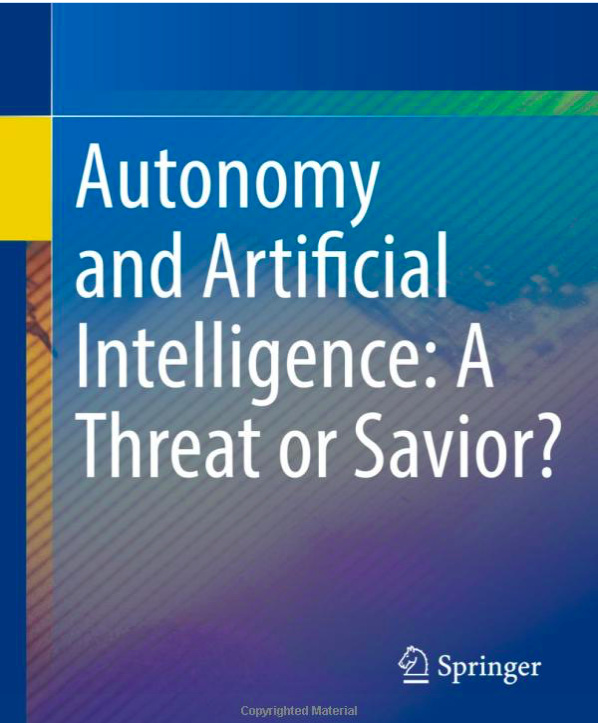 Autonomy
and Artificial
Intelligence: A
Threat or Savior?
Springer
Copyrighted Material